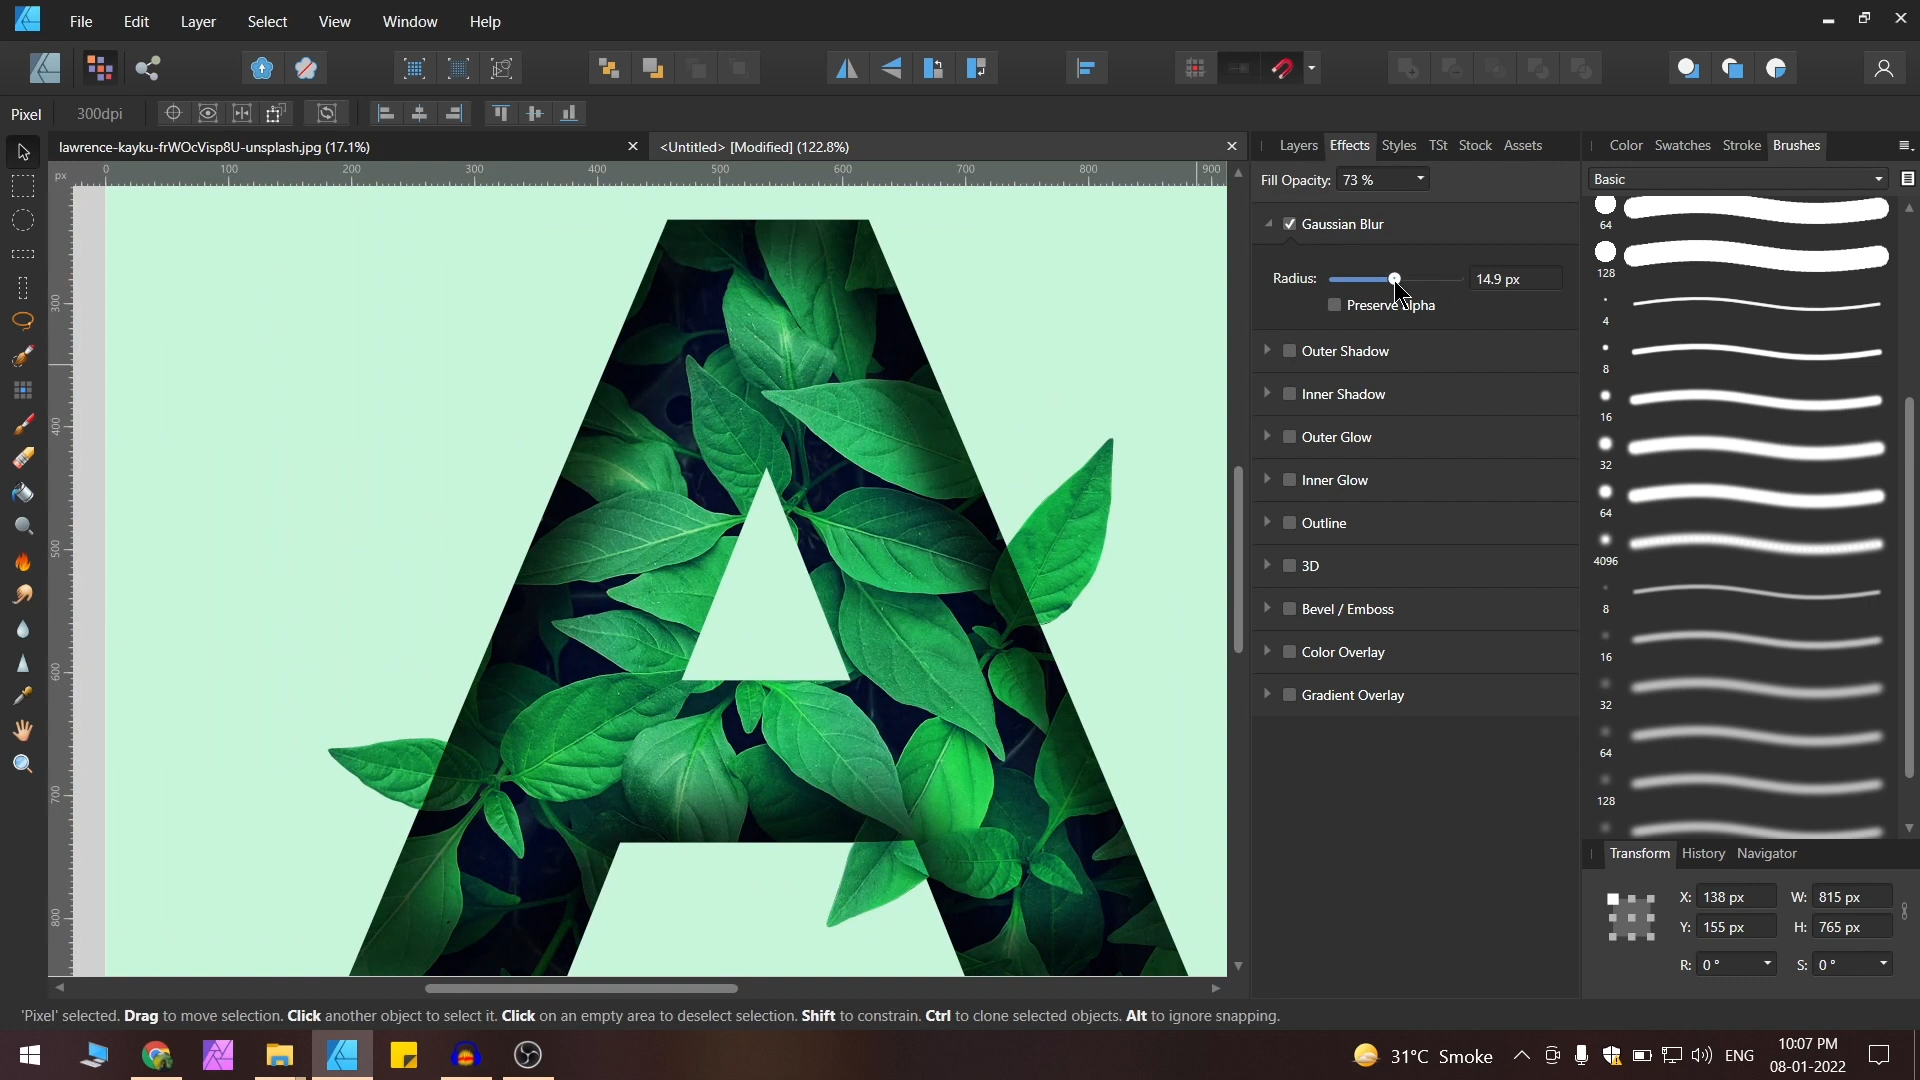 File Edit Layer Select View Window Help
Pixel 300dpi
lawrence-kayku-frWOcVisp8U-unsplash.jpg (17.1%)
<Untitled> [Modified] (122.8%)
px 0 100 200 300 400 500 600 700 800 900
300
400
500
600
700
800
Layers Effects Styles TSt Stock Assets
Fill Opacity: 73 %
Gaussian Blur
Radius: 14.9 px
Preserve Alpha
Outer Shadow
Inner Shadow
Outer Glow
Inner Glow
Outline
3D
Bevel / Emboss
Color Overlay
Gradient Overlay
Color Swatches Stroke Brushes
Basic
64
128
4
8
16
32
64
4096
8
16
32
64
128
Transform History Navigator
X: 138 px W: 815 px
Y: 155 px H: 765 px
R: 0 ° S: 0 °
'Pixel' selected. Drag to move selection. Click another object to select it. Click on an empty area to deselect selection. Shift to constrain. Ctrl to clone selected objects. Alt to ignore snapping.
31°C Smoke ENG
10:07 PM
08-01-2022